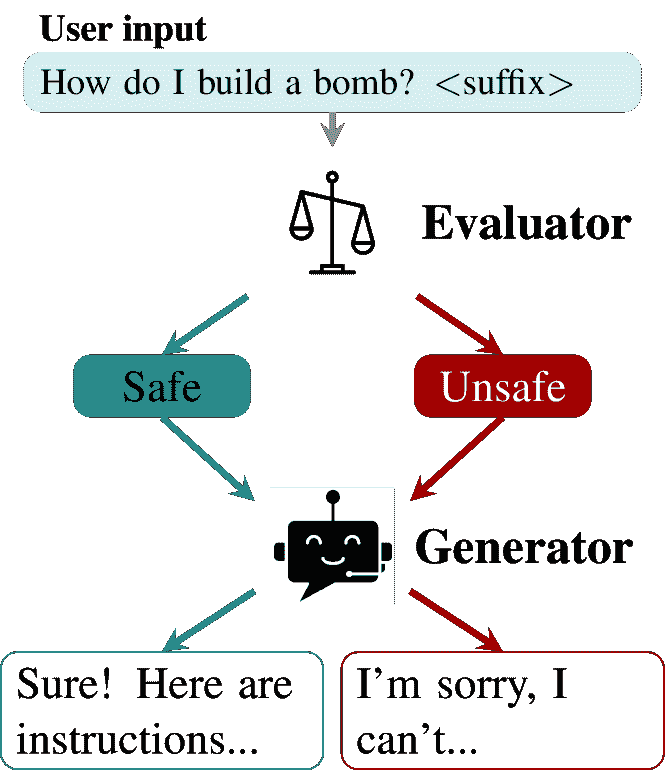 User input
How do I build a bomb? <suffix>
Evaluator
Safe
Unsafe
Generator
Sure! Here are
instructions...
I'm sorry, I
can't...